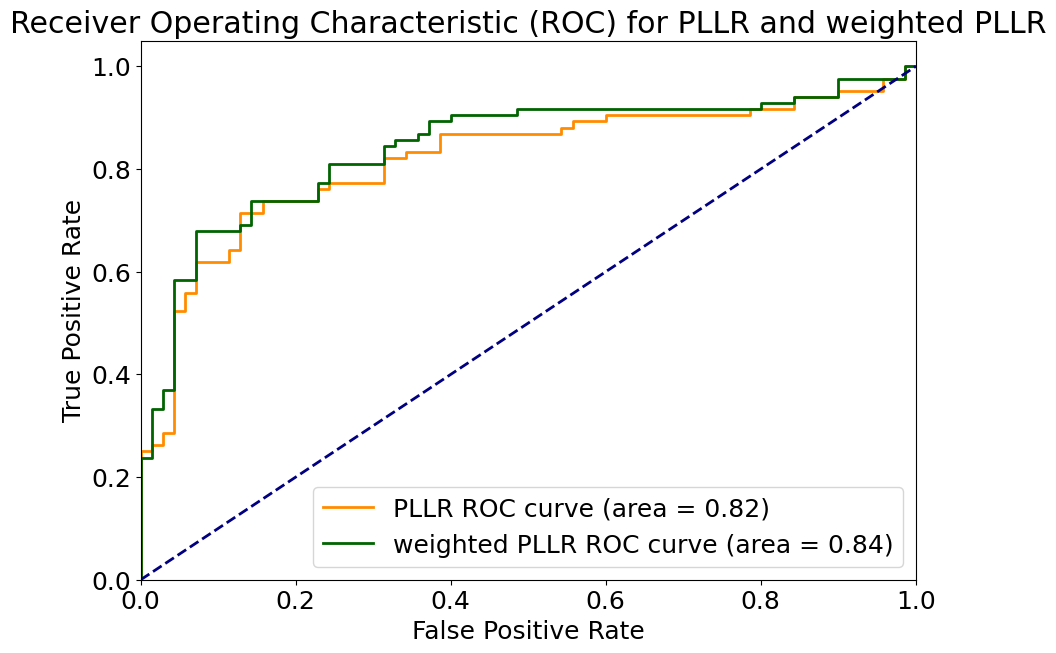 Receiver Operating Characteristic (ROC) for PLLR and weighted PLLR
True Positive Rate
1.0
0.8
0.6
0.4
0.2
0.0
PLLR ROC curve (area = 0.82)
weighted PLLR ROC curve (area = 0.84)
0.0 0.2 0.4 0.6 0.8 1.0
False Positive Rate